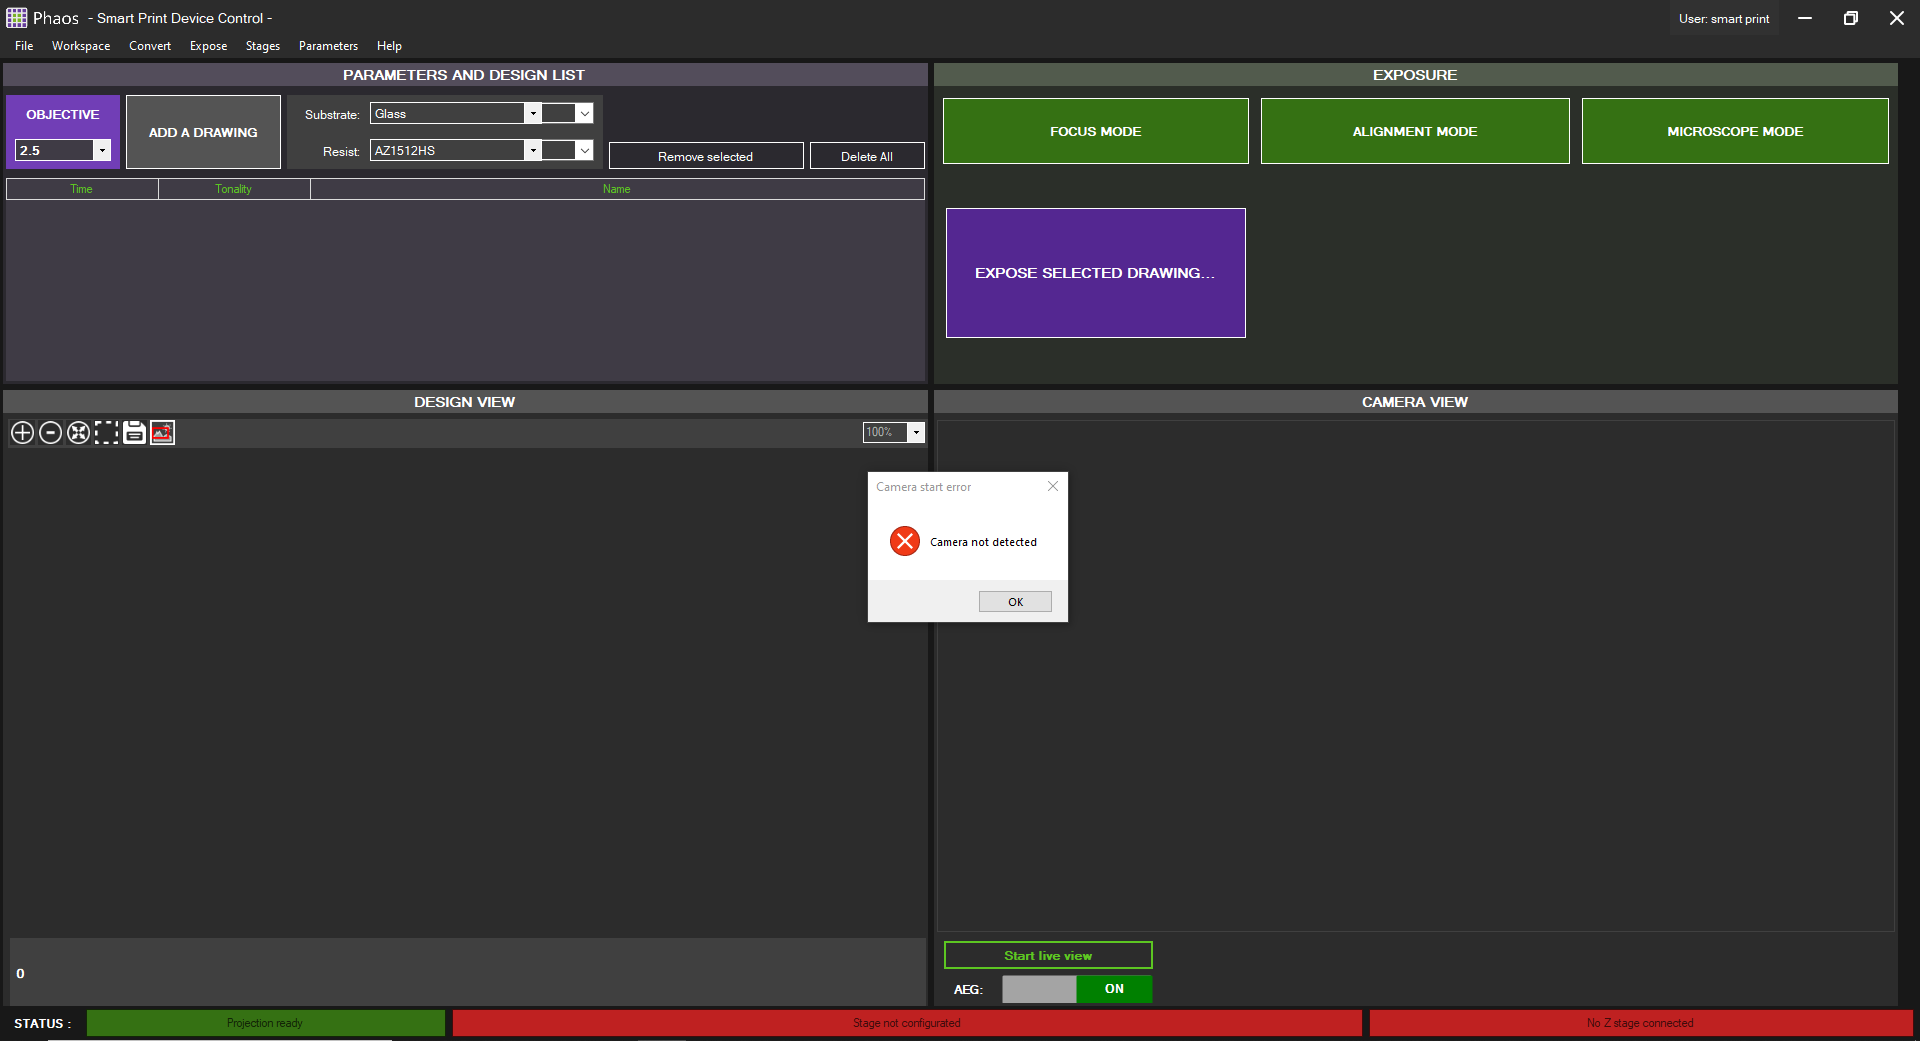 Phaos - Smart Print Device Control -
User: smart print
File Workspace Convert Expose Stages Parameters Help
PARAMETERS AND DESIGN LIST
OBJECTIVE
2.5
ADD A DRAWING
Substrate: Glass
Resist: AZ1512HS
Remove selected
Delete All
Time Tonality Name
EXPOSURE
FOCUS MODE
ALIGNMENT MODE
MICROSCOPE MODE
EXPOSE SELECTED DRAWING...
DESIGN VIEW
100%
0
CAMERA VIEW
Camera start error
Camera not detected
OK
Start live view
AEG: ON
STATUS : Projection ready Stage not configurated No Z stage connected